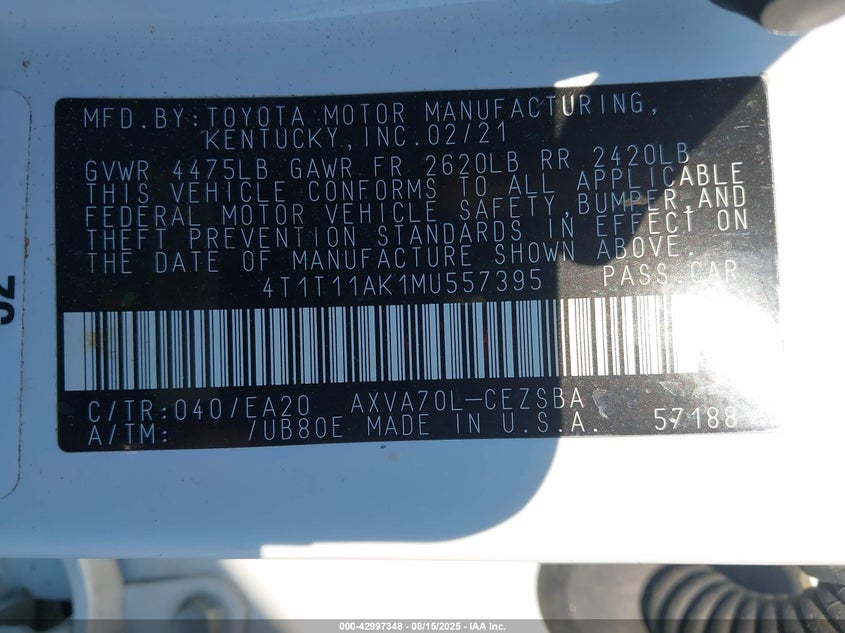 MFD.BY:TOYOTA MOTOR MANUFACTURING,
KENTUCKY,INC.02/21
GVWR 4475LB GAWR FR 2620LB RR 2420LB
THIS VEHICLE CONFORMS TO ALL APPLICABLE
FEDERAL MOTOR VEHICLE SAFETY,BUMPER,AND
THEFT PREVENTION STANDARDS IN EFFECT ON
THE DATE OF MANUFACTURE SHOWN ABOVE.
4T1T11AK1MU557395 PASS CAR
C/TR:040/EA20 AXVA70L-CEZSBA
A/TM: /UB80E MADE IN U.S.A. 57188
000-42997348 - 08/15/2025 - IAA Inc.